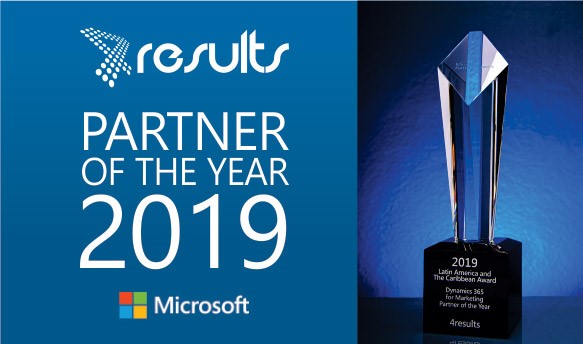 4results
PARTNER
OF THE YEAR
2019
Microsoft
2019
Latin America and
The Caribbean Award
Dynamics 365
for Marketing
Partner of the Year
4results